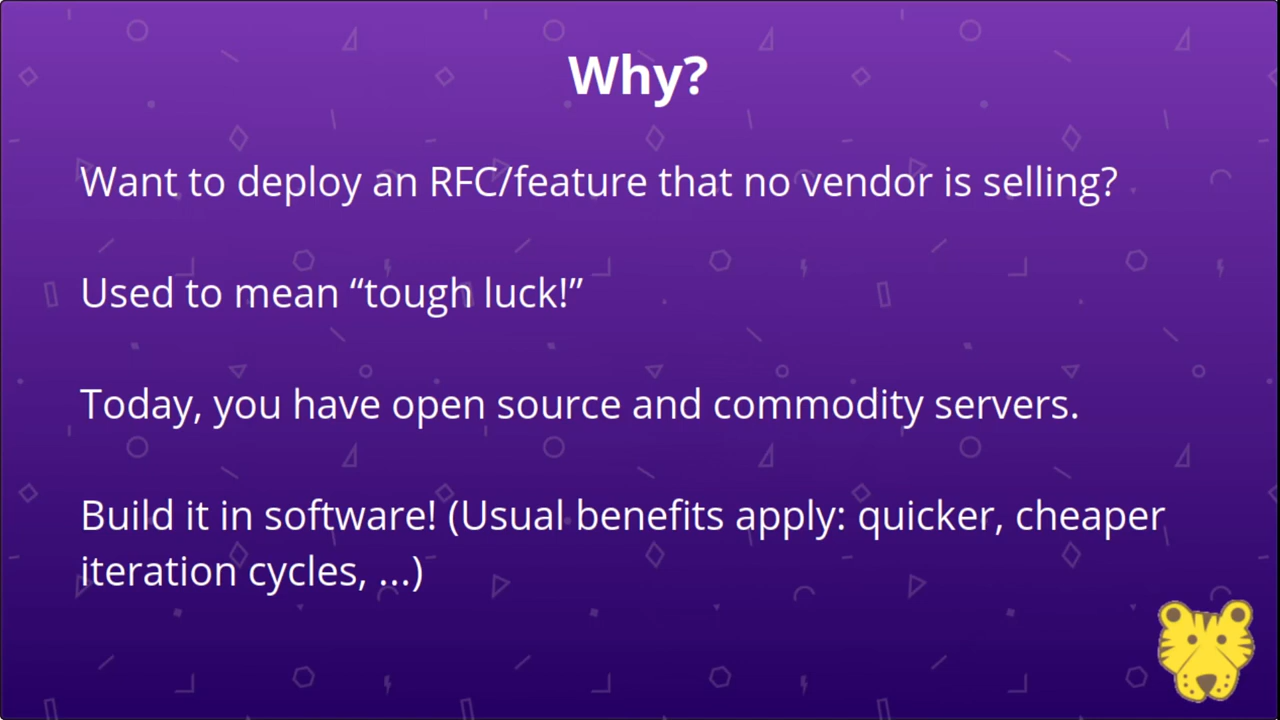 Why?
Want to deploy an RFC/feature that no vendor is selling?
Used to mean “tough luck!”
Today, you have open source and commodity servers.
Build it in software! (Usual benefits apply: quicker, cheaper
iteration cycles, ...)